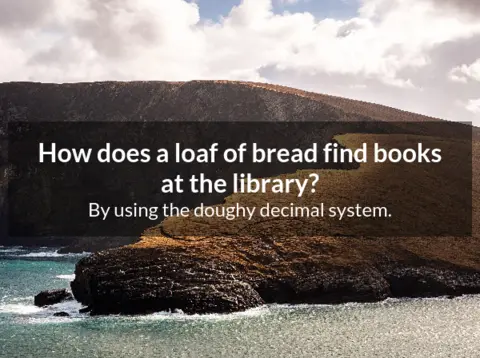 How does a loaf of bread find books
at the library?
By using the doughy decimal system.